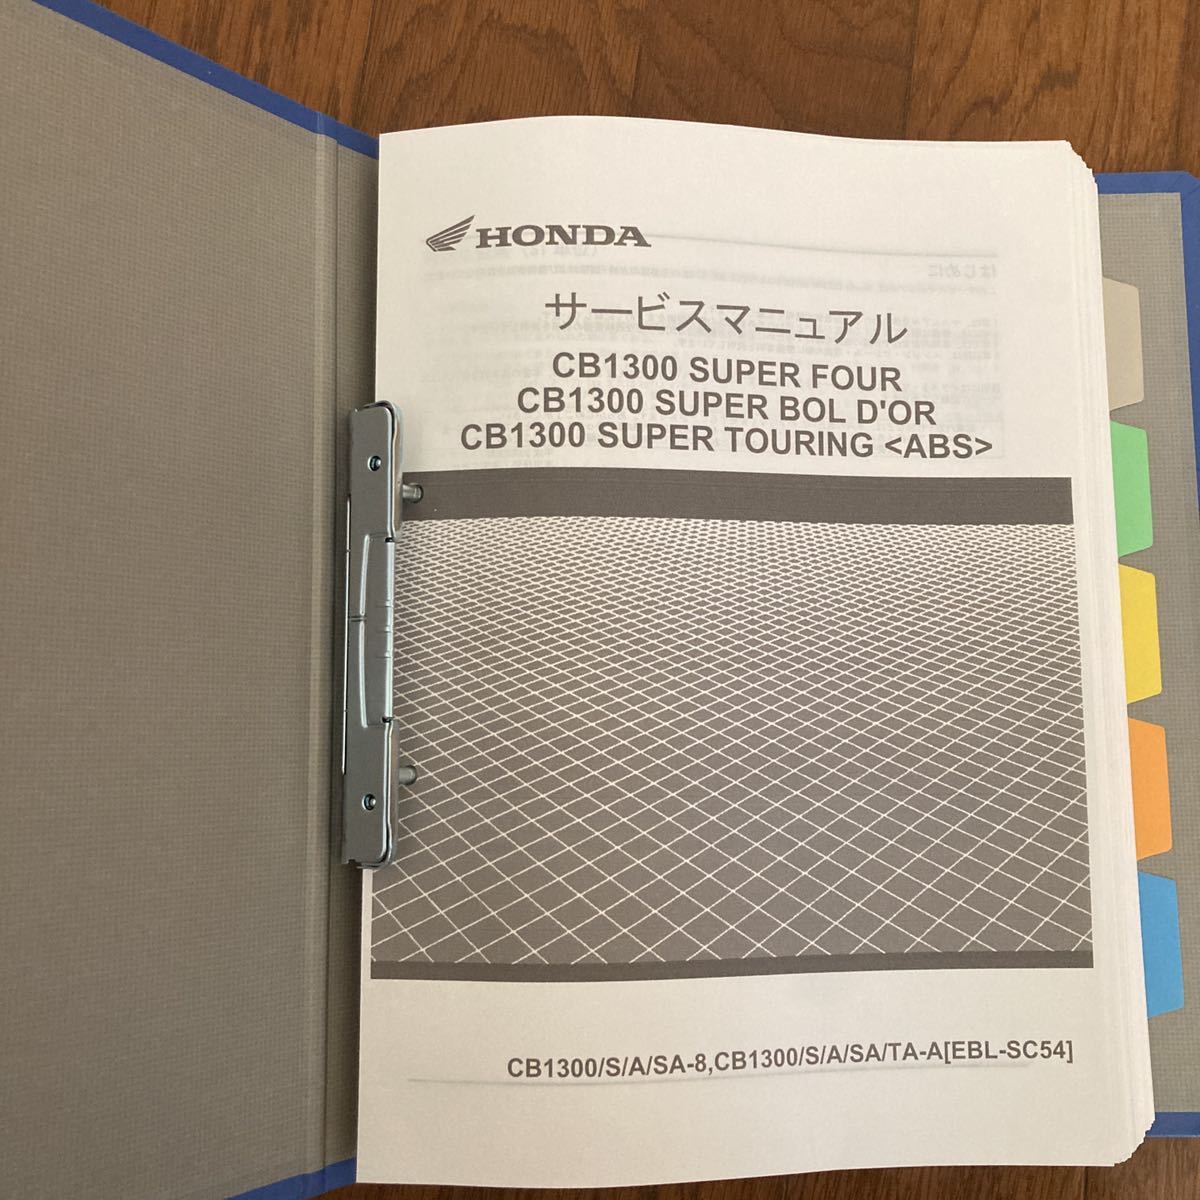 HONDA
サービスマニュアル
CB1300 SUPER FOUR
CB1300 SUPER BOL D'OR
CB1300 SUPER TOURING <ABS>
CB1300/S/A/SA-8,CB1300/S/A/SA/TA-A[EBL-SC54]